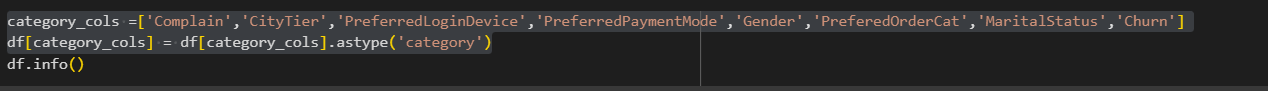 category_cols =['Complain','CityTier','PreferredLoginDevice','PreferredPaymentMode','Gender','PreferedOrderCat','MaritalStatus','Churn']
df[category_cols] = df[category_cols].astype('category')
df.info()